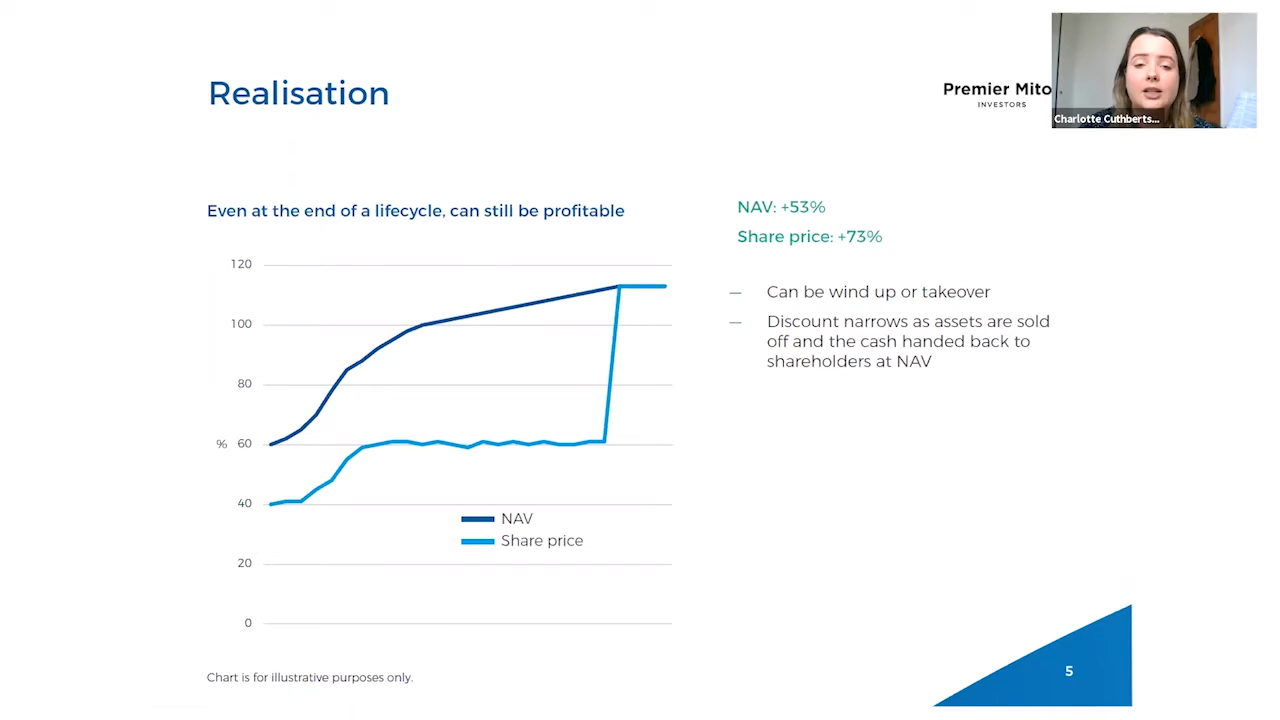 Realisation
Premier Mito
INVESTORS
Charlotte Cuthberts...
Even at the end of a lifecycle, can still be profitable
NAV: +53%
Share price: +73%
— Can be wind up or takeover
— Discount narrows as assets are sold
off and the cash handed back to
shareholders at NAV
120
100
80
% 60
40
20
0
NAV
Share price
Chart is for illustrative purposes only.
5